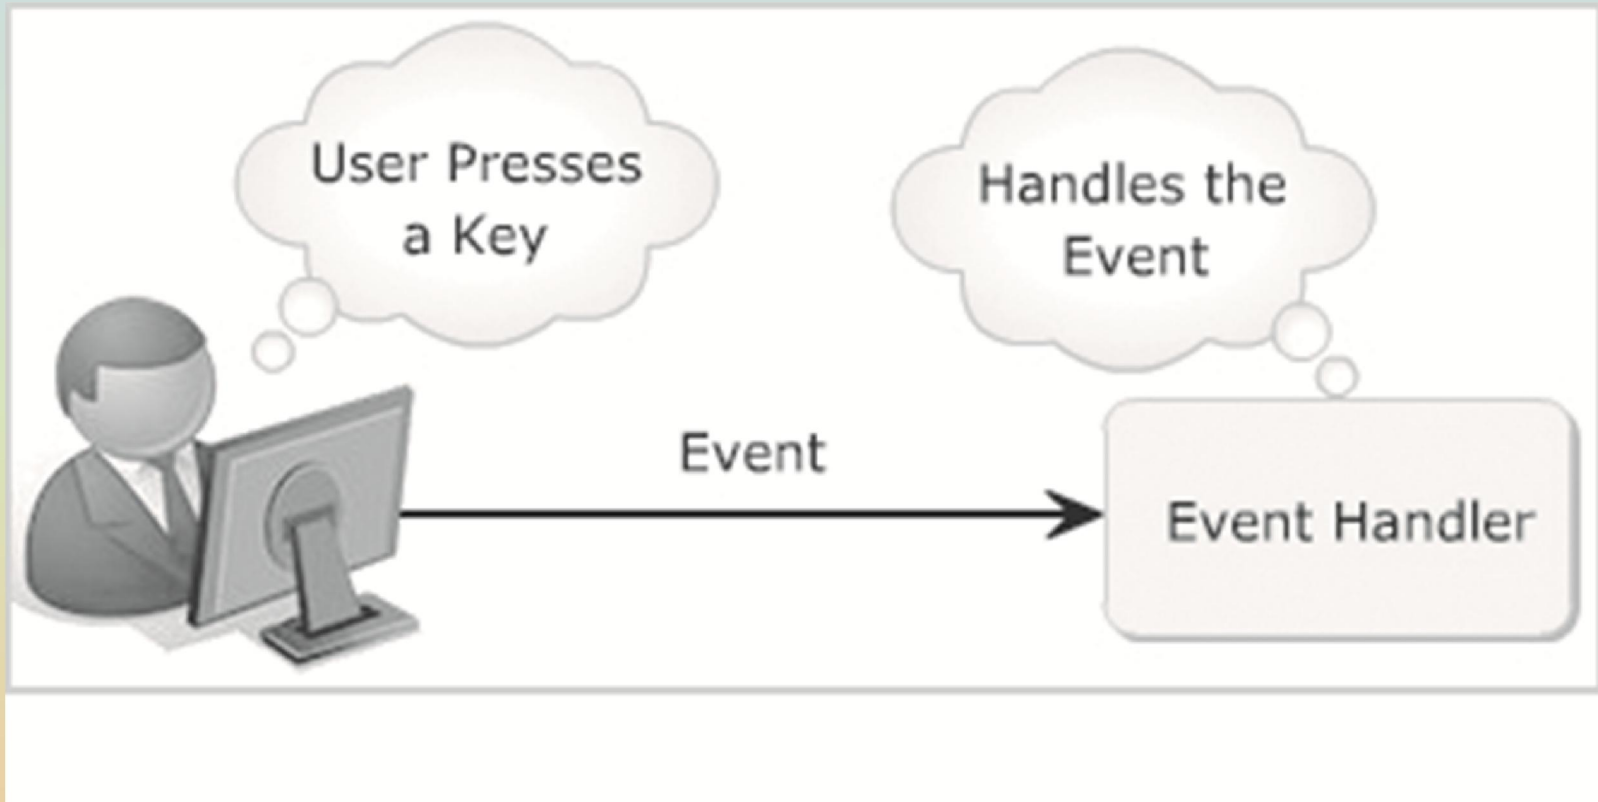 User Presses
a Key
Handles the
Event
Event
Event Handler